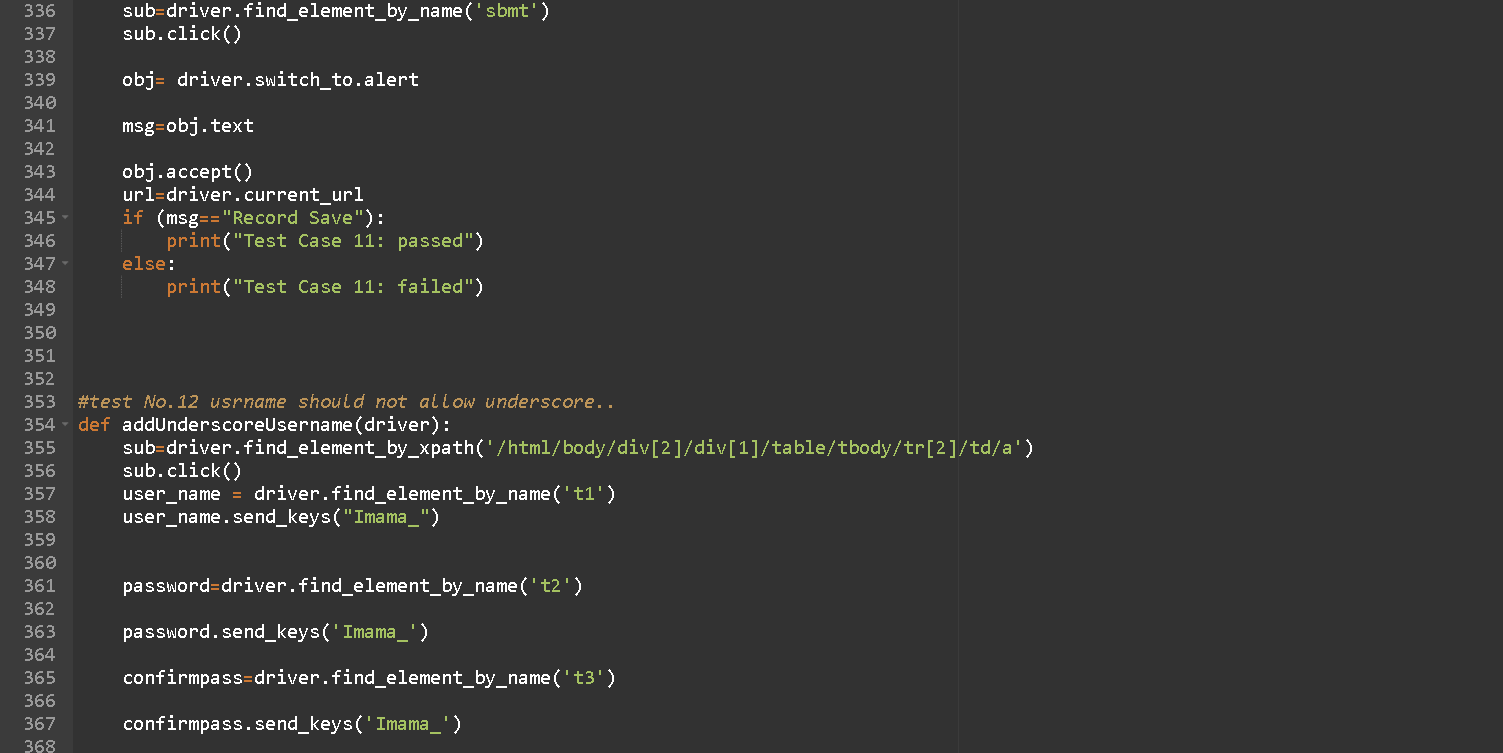 336 sub=driver.find_element_by_name('sbmt')
337 sub.click()
338
339 obj= driver.switch_to.alert
340
341 msg=obj.text
342
343 obj.accept()
344 url=driver.current_url
345 if (msg=="Record Save"):
346 print("Test Case 11: passed")
347 else:
348 print("Test Case 11: failed")
349
350
351
352
353 #test No.12 usrname should not allow underscore..
354 def addUnderscoreUsername(driver):
355 sub=driver.find_element_by_xpath('/html/body/div[2]/div[1]/table/tbody/tr[2]/td/a')
356 sub.click()
357 user_name = driver.find_element_by_name('t1')
358 user_name.send_keys("Imama_")
359
360
361 password=driver.find_element_by_name('t2')
362
363 password.send_keys('Imama_')
364
365 confirmpass=driver.find_element_by_name('t3')
366
367 confirmpass.send_keys('Imama_')
368